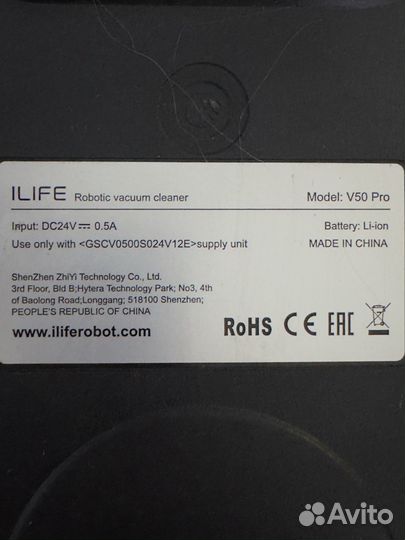 ILIFE Robotic vacuum cleaner Model: V50 Pro
Input: DC24V⎓ 0.5A Battery: Li-ion
Use only with <GSCV0500S024V12E>supply unit MADE IN CHINA
ShenZhen ZhiYi Technology Co., Ltd.
3rd Floor, Bld B;Hytera Technology Park; No3, 4th
of Baolong Road;Longgang; 518100 Shenzhen;
PEOPLE'S REPUBLIC OF CHINA
www.iliferobot.com RoHS CE EAC
Avito